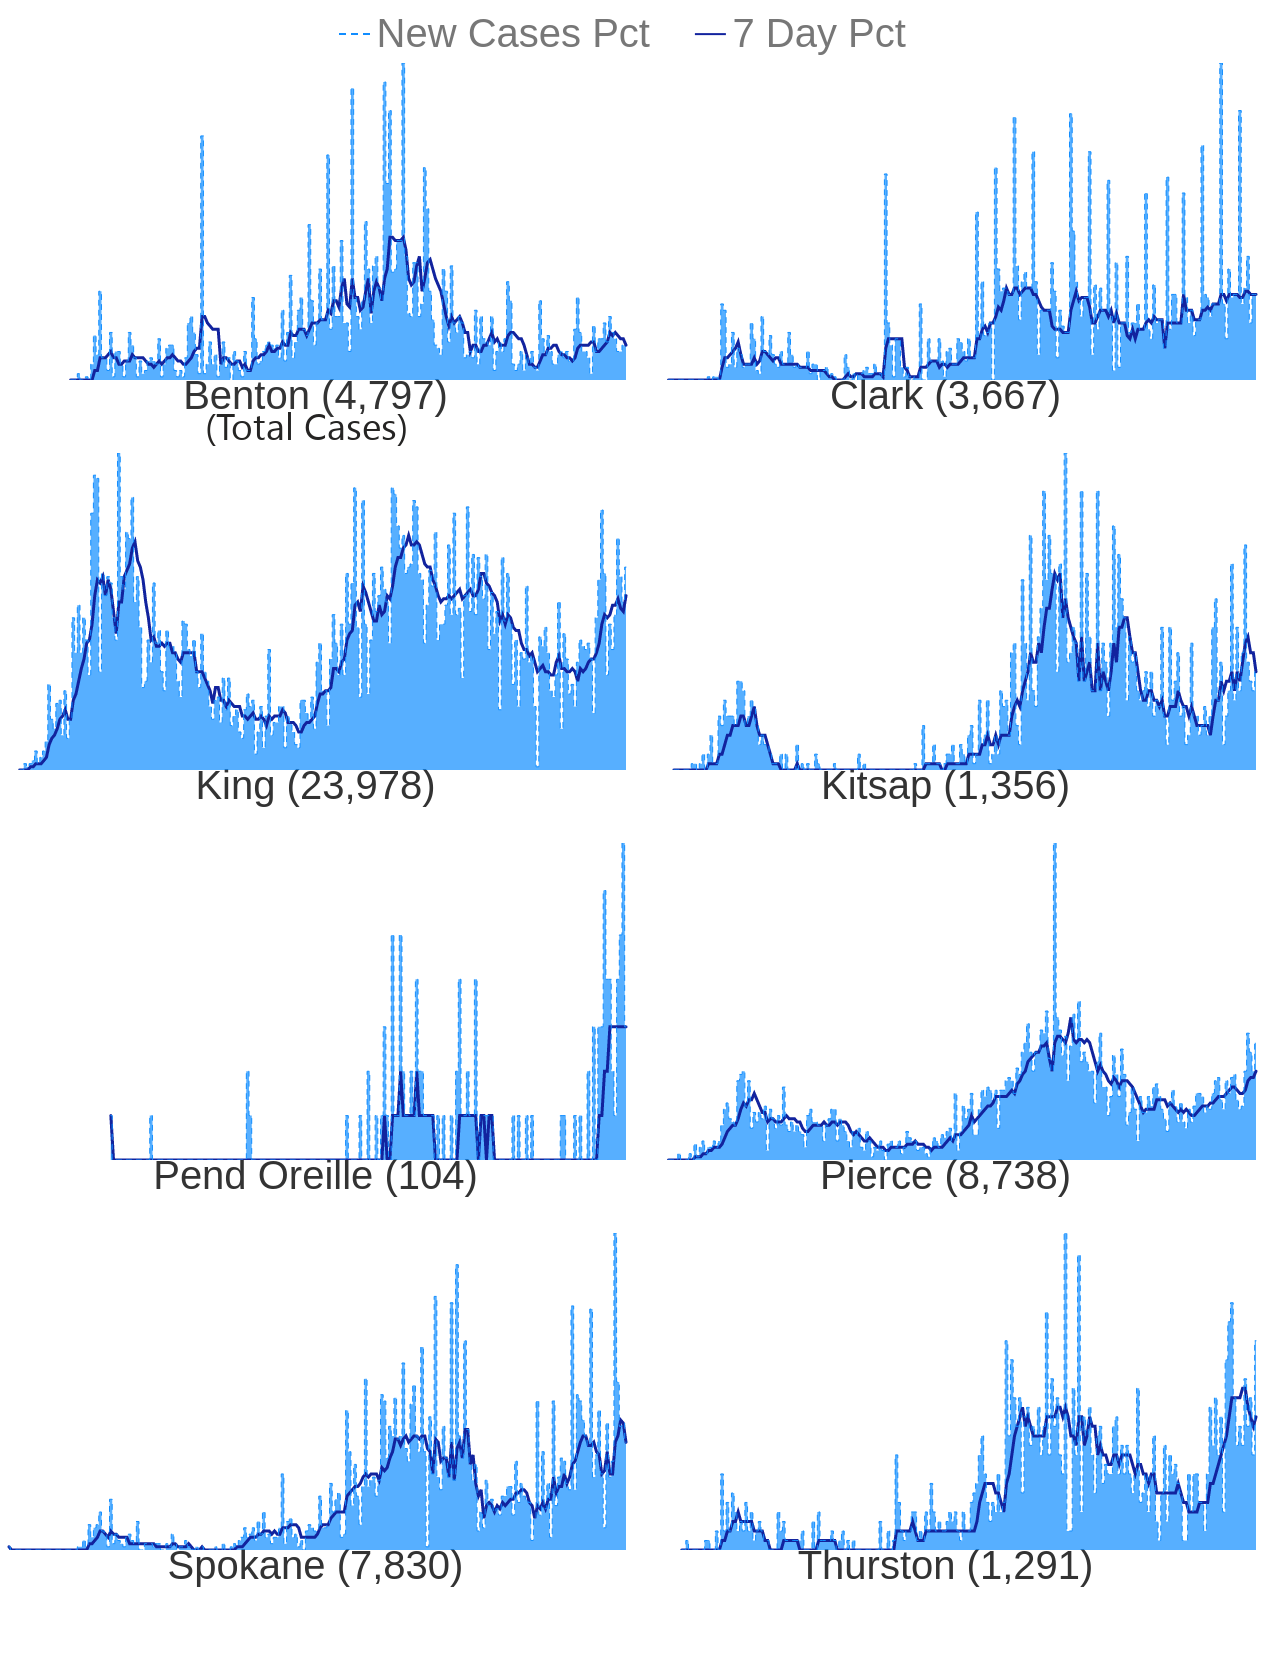 New Cases Pct 7 Day Pct
Benton (4,797) Clark (3,667)
(Total Cases)
King (23,978) Kitsap (1,356)
Pend Oreille (104) Pierce (8,738)
Spokane (7,830) Thurston (1,291)